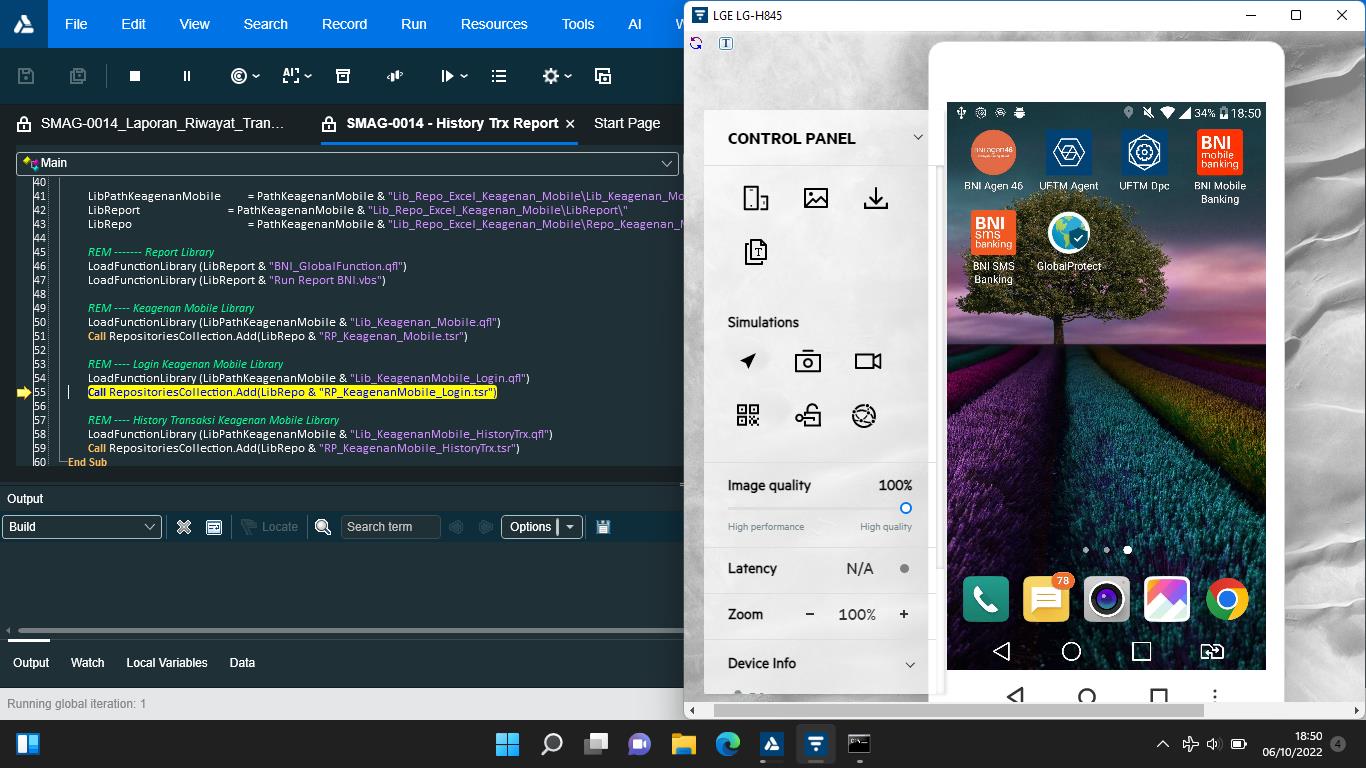 File Edit View Search Record Run Resources Tools AI
LGE LG-H845
SMAG-0014_Laporan_Riwayat_Tran...
SMAG-0014 - History Trx Report
Start Page
Main
40
41 LibPathKeagenanMobile = PathKeagenanMobile & "Lib_Repo_Excel_Keagenan_Mobile\Lib_Keagenan_Mo
42 LibReport = PathKeagenanMobile & "Lib_Repo_Excel_Keagenan_Mobile\LibReport\"
43 LibRepo = PathKeagenanMobile & "Lib_Repo_Excel_Keagenan_Mobile\Repo_Keagenan_M
44
45 REM ------- Report Library
46 LoadFunctionLibrary (LibReport & "BNI_GlobalFunction.qfl")
47 LoadFunctionLibrary (LibReport & "Run Report BNI.vbs")
48
49 REM ---- Keagenan Mobile Library
50 LoadFunctionLibrary (LibPathKeagenanMobile & "Lib_Keagenan_Mobile.qfl")
51 Call RepositoriesCollection.Add(LibRepo & "RP_Keagenan_Mobile.tsr")
52
53 REM ---- Login Keagenan Mobile Library
54 LoadFunctionLibrary (LibPathKeagenanMobile & "Lib_KeagenanMobile_Login.qfl")
55 Call RepositoriesCollection.Add(LibRepo & "RP_KeagenanMobile_Login.tsr")
56
57 REM ---- History Transaksi Keagenan Mobile Library
58 LoadFunctionLibrary (LibPathKeagenanMobile & "Lib_KeagenanMobile_HistoryTrx.qfl")
59 Call RepositoriesCollection.Add(LibRepo & "RP_KeagenanMobile_HistoryTrx.tsr")
60 End Sub
Output
Build
Locate
Search term
Options
Output Watch Local Variables Data
Running global iteration: 1
CONTROL PANEL
Simulations
Image quality 100%
High performance High quality
Latency N/A
Zoom - 100% +
Device Info
34% 18:50
BNI agen46
BNI mobile banking
BNI Agen 46
UFTM Agent
UFTM Dpc
BNI Mobile Banking
BNI sms banking
BNI SMS Banking
GlobalProtect
78
18:50
06/10/2022
4